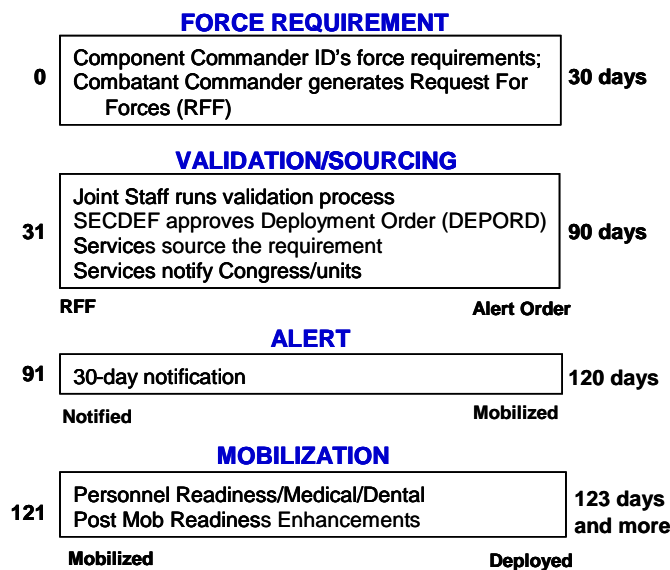 FORCE REQUIREMENT
Component Commander ID's force requirements;
0
Combatant Commander generates Request For
30 days
Forces (RFF)
VALIDATION/SOURCING
Joint Staff runs validation process
SECDEF approves Deployment Order (DEPORD)
31
90 days
Services source the requirement
Services notify Congress/units
RFF
Alert Order
ALERT
91
30-day notification
120 days
Notified
Mobilized
MOBILIZATION
Personnel Readiness/Medical/Dental
123 days
121
Post Mob Readiness Enhancements
and more
Mobilized
Deployed